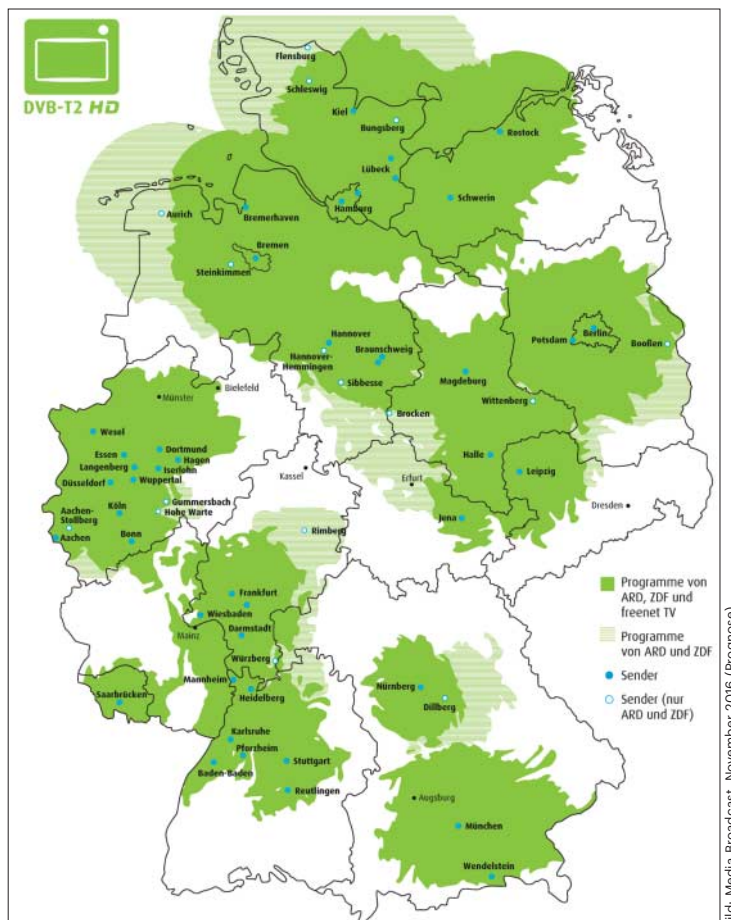 DVB-T2 HD
Flensburg
Schleswig
Kiel
Bungsberg
Rostock
Lübeck
Schwerin
Hamburg
Aurich
Bremerhaven
Bremen
Steinkimmen
Hannover
Hannover-
Hemmingen
Braunschweig
Potsdam
Berlin
Booßen
Magdeburg
Sibbesse
Wittenberg
Brocken
Münster
Bielefeld
Wesel
Essen
Dortmund
Hagen
Langenberg
Iserlohn
Düsseldorf
Wuppertal
Halle
Leipzig
Kassel
Erfurt
Dresden
Köln
Gummersbach
Hohe Warte
Aachen-
Stollberg
Aachen
Bonn
Jena
Rimberg
Frankfurt
Wiesbaden
Mainz
Darmstadt
Würzberg
Mannheim
Heidelberg
Saarbrücken
Nürnberg
Dillberg
Karlsruhe
Pforzheim
Baden-Baden
Stuttgart
Reutlingen
Augsburg
München
Wendelstein
Programme von
ARD, ZDF und
freenet TV
Programme
von ARD und ZDF
Sender
Sender (nur
ARD und ZDF)
Bild: Media Broadcast, November 2016 (Prognose)